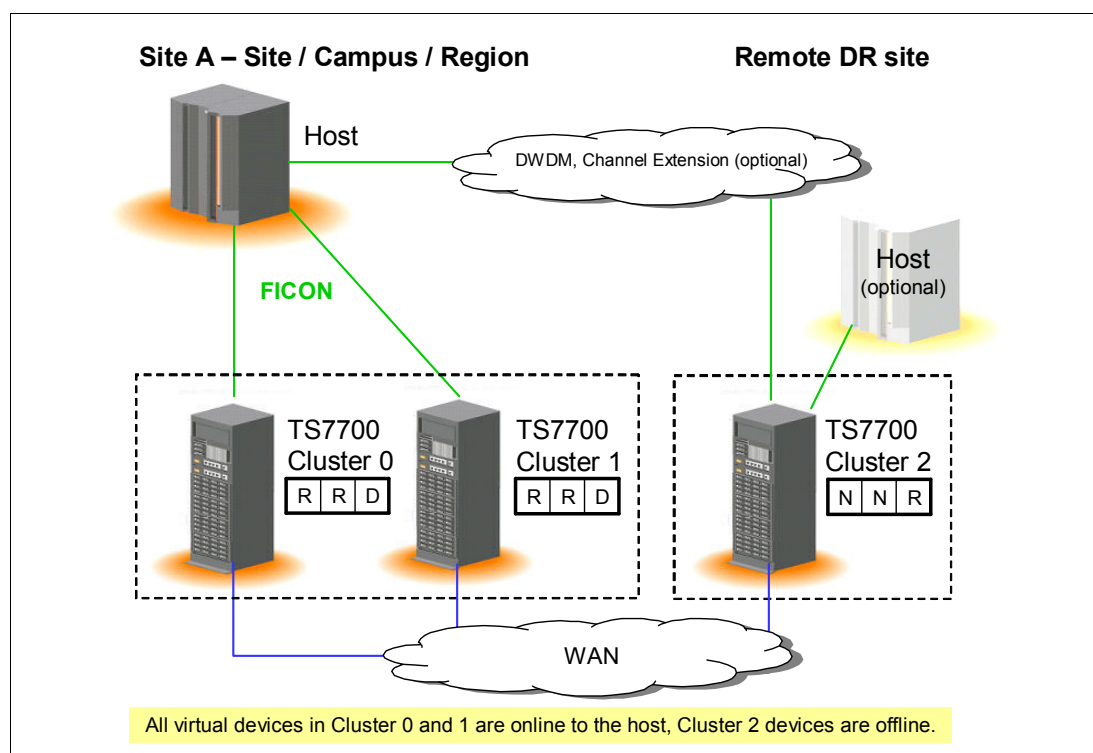 Site A – Site / Campus / Region
Remote DR site
Host
DWDM, Channel Extension (optional)
Host
(optional)
FICON
TS7700
Cluster 0
R R D
TS7700
Cluster 1
R R D
TS7700
Cluster 2
N N R
WAN
All virtual devices in Cluster 0 and 1 are online to the host, Cluster 2 devices are offline.